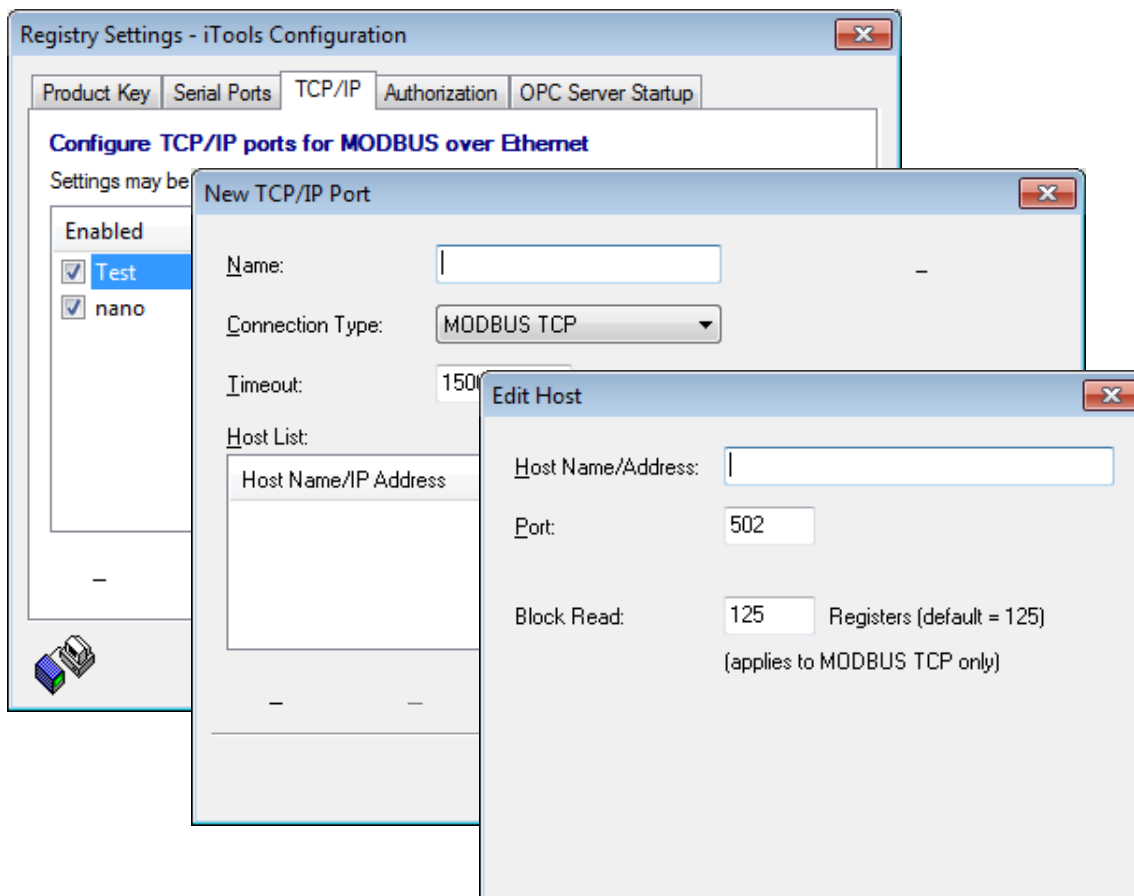 Registry Settings - iTools Configuration
Product Key Serial Ports TCP/IP Authorization OPC Server Startup
Configure TCP/IP ports for MODBUS over Ethernet
Settings may be
Enabled
Test
nano
New TCP/IP Port
Name:
Connection Type: MODBUS TCP
Timeout:
Host List:
Host Name/IP Address
Edit Host
Host Name/Address:
Port: 502
Block Read: 125 Registers (default = 125)
(applies to MODBUS TCP only)